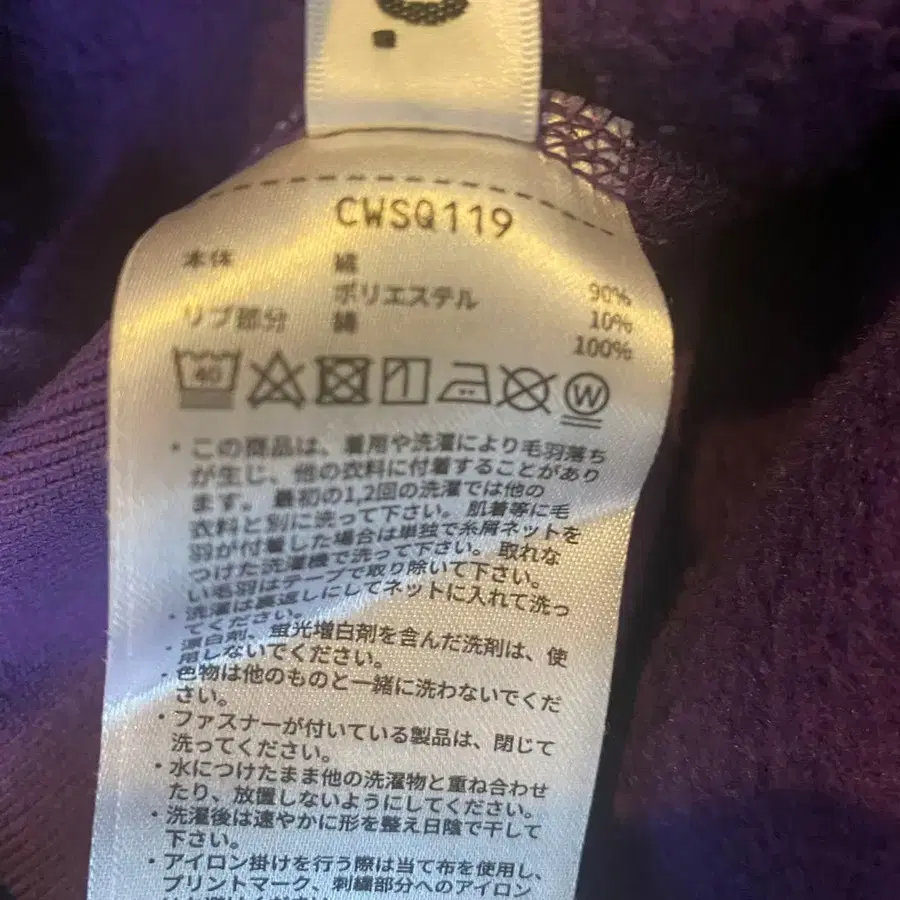 CWSQ119
本体 綿 90%
ポリエステル 10%
リブ部分 綿 100%
40 W
・この商品は、着用や洗濯により毛羽落ち
が生じ、他の衣料に付着することがあり
ます。最初の1,2回の洗濯では他の
衣料と別に洗って下さい。肌着等に毛
羽が付着した場合は単独で糸屑ネットを
つけた洗濯機で洗って下さい。取れな
い毛羽はテープで取り除いて下さい。
・洗濯は裏返しにしてネットに入れて洗っ
てください。
・漂白剤、蛍光増白剤を含んだ洗剤は、使
用しないでください。
・色物は他のものと一緒に洗わないでくだ
さい。
・ファスナーが付いている製品は、閉じて
洗ってください。
・水につけたまま他の洗濯物と重ね合わせ
たり、放置しないようにしてください。
・洗濯後は速やかに形を整え日陰で干して
下さい。
・アイロン掛けを行う際は当て布を使用し、
プリントマーク、刺繍部分へのアイロン